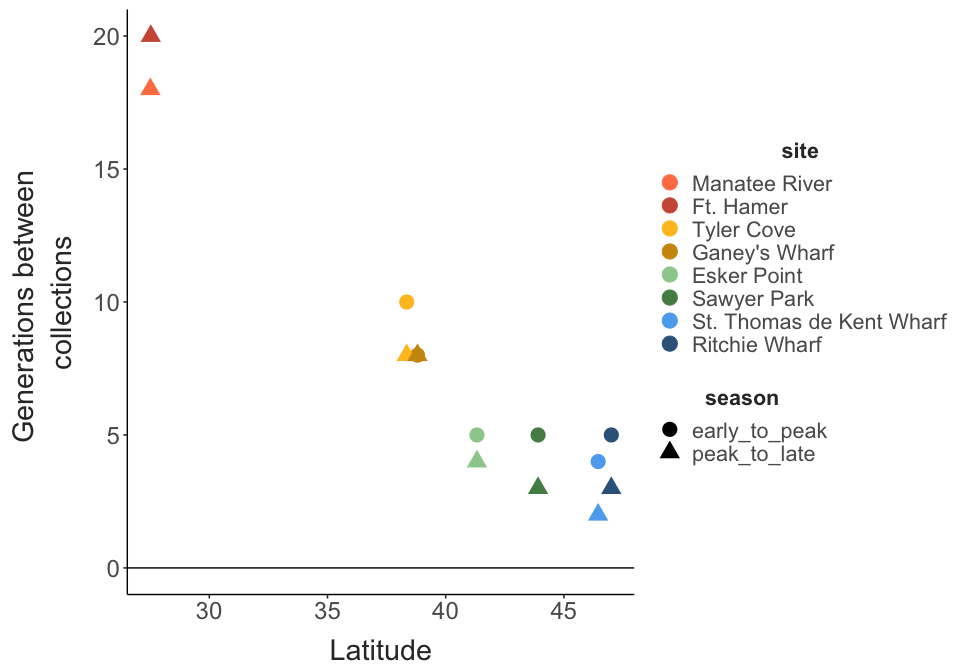 Generations between
collections
20
15
10
5
0
30
35
40
45
Latitude
site
Manatee River
Ft. Hamer
Tyler Cove
Ganey's Wharf
Esker Point
Sawyer Park
St. Thomas de Kent Wharf
Ritchie Wharf
season
early_to_peak
peak_to_late